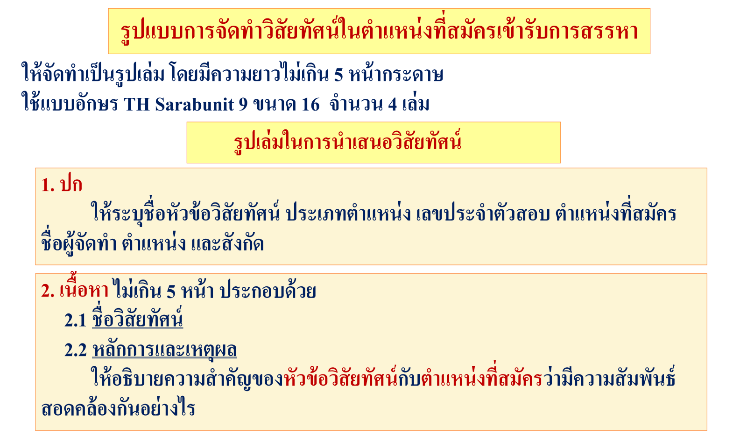 รูปแบบการจัดทำวิสัยทัศน์ในตำแหน่งที่สมัครเข้ารับการสรรหา
ให้จัดทำเป็นรูปเล่ม โดยมีความยาวไม่เกิน 5 หน้ากระดาษ
ใช้แบบอักษร TH Sarabunit 9 ขนาด 16 จำนวน 4 เล่ม
รูปเล่มในการนำเสนอวิสัยทัศน์
1. ปก
ให้ระบุชื่อหัวข้อวิสัยทัศน์ ประเภทตำแหน่ง เลขประจำตัวสอบ ตำแหน่งที่สมัคร
ชื่อผู้จัดทำ ตำแหน่ง และสังกัด
2. เนื้อหา ไม่เกิน 5 หน้า ประกอบด้วย
2.1 ชื่อวิสัยทัศน์
2.2 หลักการและเหตุผล
ให้อธิบายความสำคัญของหัวข้อวิสัยทัศน์กับตำแหน่งที่สมัครว่ามีความสัมพันธ์
สอดคล้องกันอย่างไร